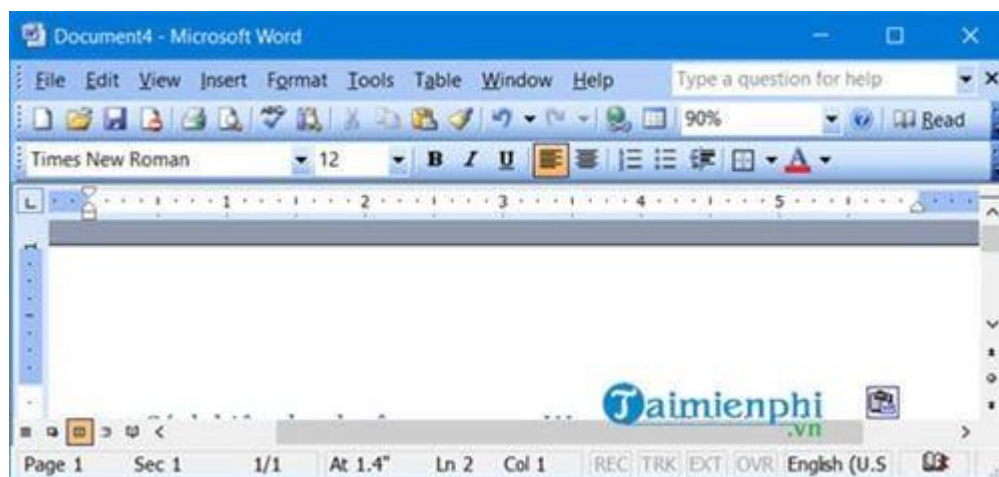 Document4 - Microsoft Word
File Edit View Insert Format Tools Table Window Help Type a question for help
90% Read
Times New Roman 12 B I U A
L 1 2 3 4 5
1
Taimienphi
.vn
Page 1 Sec 1 1/1 At 1.4" Ln 2 Col 1 REC TRK EXT OVR English (U.S